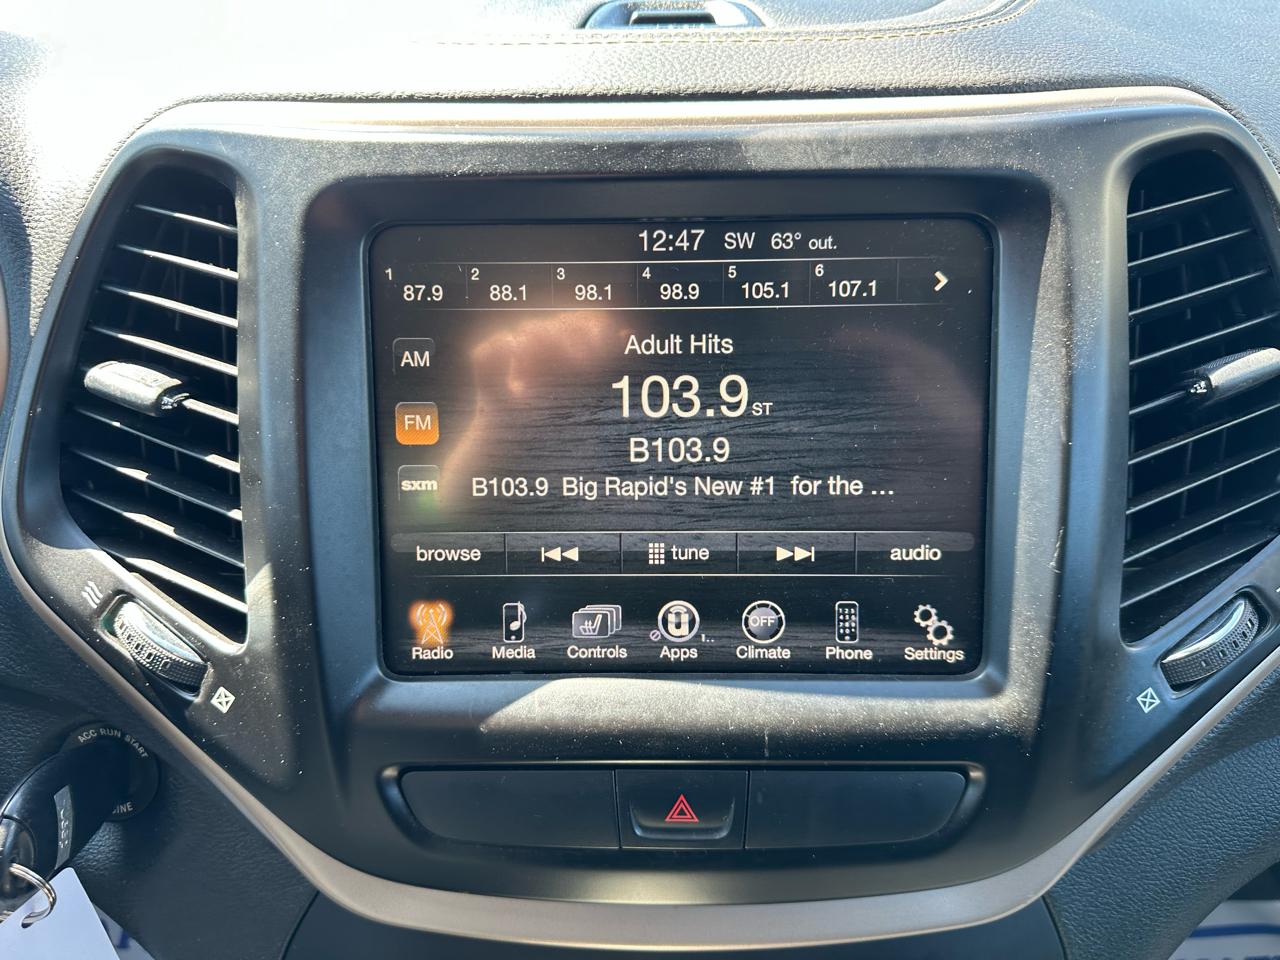 12:47 SW 63° out.
1 87.9 2 88.1 3 98.1 4 98.9 5 105.1 6 107.1
Adult Hits
AM
103.9 ST
FM
B103.9
sxm
B103.9 Big Rapid's New #1 for the ...
browse tune audio
OFF
Radio Media Controls Apps 1.. Climate Phone Settings
ACC RUN START